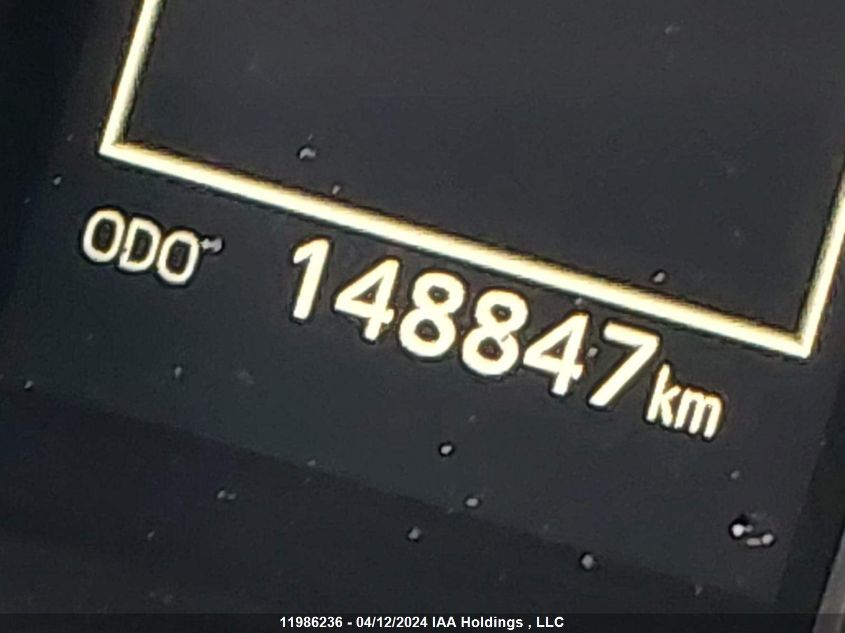 ODO 148847km
11986236 - 04/12/2024 IAA Holdings , LLC